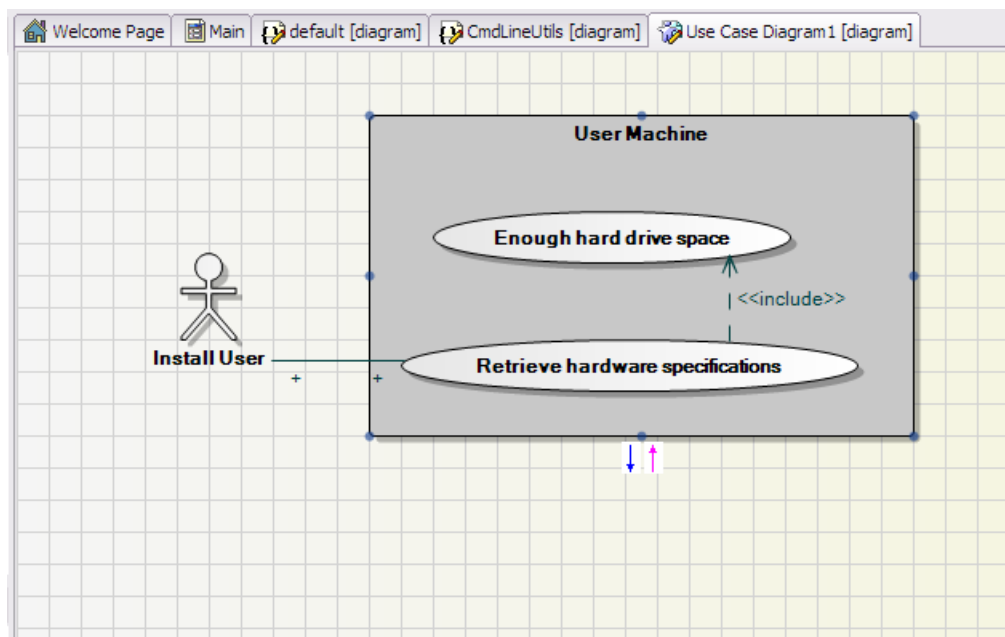 Welcome Page
Main
default [diagram]
CmdLineUtils [diagram]
Use Case Diagram1 [diagram]
User Machine
Enough hard drive space
<<include>>
Install User
+
+
Retrieve hardware specifications